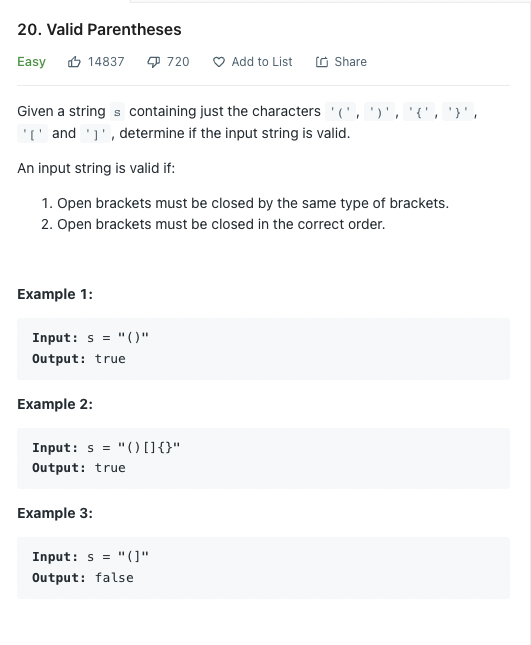 20. Valid Parentheses
Easy 14837 720 Add to List Share
Given a string s containing just the characters '(', ')', '{', '}',
'[' and ']', determine if the input string is valid.
An input string is valid if:
1. Open brackets must be closed by the same type of brackets.
2. Open brackets must be closed in the correct order.
Example 1:
Input: s = "()"
Output: true
Example 2:
Input: s = "()[]{}"
Output: true
Example 3:
Input: s = "(]"
Output: false